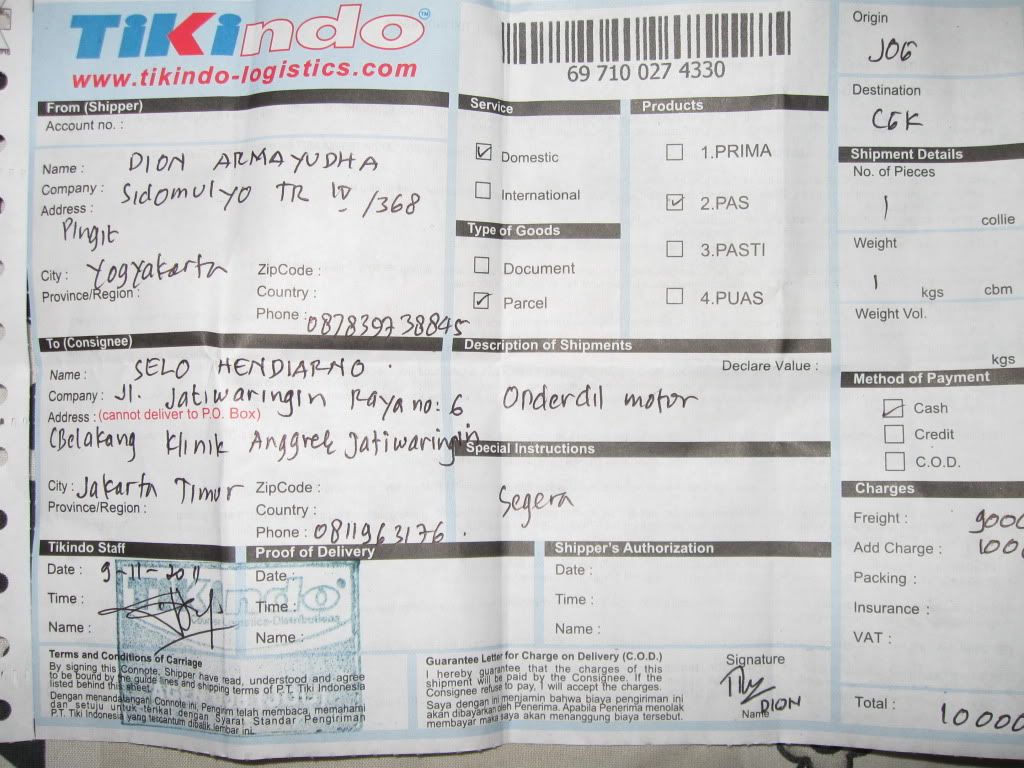 TiKindo™
www.tikindo-logistics.com
69 710 027 4330
Origin
JOG
Destination
CGK
From (Shipper)
Account no. :
Name : DION ARMAYUDHA
Company : Sidomulyo TR IV /368
Address :
Pingit
City : Yogyakarta
Province/Region :
ZipCode :
Country :
Phone : 087839738845
Service
Domestic
International
Type of Goods
Document
Parcel
Products
1.PRIMA
2.PAS
3.PASTI
4.PUAS
Shipment Details
No. of Pieces
1 collie
Weight
1 kgs cbm
Weight Vol.
kgs
To (Consignee)
Name : SELO HENDIARNO
Company : Jl. Jatiwaringin Raya no: 6
Address : (cannot deliver to P.O. Box)
(Belakang Klinik Anggrek Jatiwaringin
City : Jakarta Timur
Province/Region :
ZipCode :
Country :
Phone : 0811963176
Description of Shipments
Declare Value :
Onderdil motor
Special Instructions
Segera
Method of Payment
Cash
Credit
C.O.D.
Charges
Freight : 9000
Add Charge : 1000
Packing :
Insurance :
VAT :
Total : 10000
Tikindo Staff
Date : 9-11-2011
Time :
Name :
Proof of Delivery
Date :
Time :
Name :
Shipper's Authorization
Date :
Time :
Name :
TiKindo
Terms and Conditions of Carriage
By signing this Connote, Shipper have read, understood and agree
to be bound by the guide lines and shipping terms of P.T. Tiki Indonesia
listed behind this sheet
Dengan menandatangani Connote ini, Pengirim telah membaca, memahami
dan setuju untuk terikat dengan Syarat Standar Pengiriman
P.T. Tiki Indonesia yang tercantum dibalik lembar ini.
Guarantee Letter for Charge on Delivery (C.O.D.)
I hereby guarantee that the charges of this
shipment will be paid by the Consignee. If the
Consignee refuse to pay, I will accept the charges
Saya dengan ini menjamin bahwa biaya pengiriman ini
akan dibayarkan oleh Penerima. Apabila Penerima menolak
membayar maka saya akan menanggung biaya tersebut.
Signature
Name DION